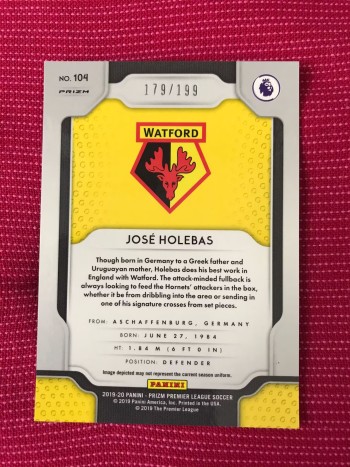 NO. 104
PRIZM
179/199
WATFORD
JOSÉ HOLEBAS
Though born in Germany to a Greek father and
Uruguayan mother, Holebas does his best work in
England with Watford. The attack-minded fullback is
always looking to feed the Hornets' attackers in the box,
whether it be from dribbling into the area or sending in
one of his signature crosses from set pieces.
FROM: ASCHAFFENBURG, GERMANY
BORN: JUNE 27, 1984
HT: 1.84 M (6 FT 0 IN)
POSITION: DEFENDER
Image depicted may not represent the current season uniform.
PANINI
2019-20 PANINI - PRIZM PREMIER LEAGUE SOCCER
© 2019 Panini America, Inc. Printed in the USA.
© 2019 The Premier League